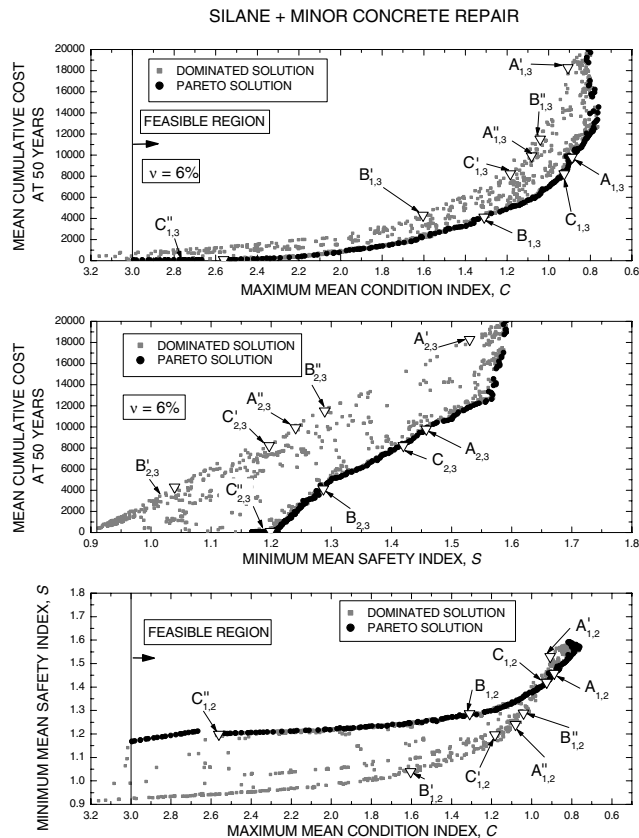 SILANE + MINOR CONCRETE REPAIR
MEAN CUMULATIVE COST
AT 50 YEARS
20000
18000
16000
14000
12000
10000
8000
6000
4000
2000
0
DOMINATED SOLUTION
PARETO SOLUTION
FEASIBLE REGION
ν = 6%
A'1,3
B''1,3
A''1,3
C'1,3
B'1,3
C''1,3
A1,3
C1,3
B1,3
3.2 3.0 2.8 2.6 2.4 2.2 2.0 1.8 1.6 1.4 1.2 1.0 0.8 0.6
MAXIMUM MEAN CONDITION INDEX, C
MEAN CUMULATIVE COST
AT 50 YEARS
20000
18000
16000
14000
12000
10000
8000
6000
4000
2000
0
DOMINATED SOLUTION
PARETO SOLUTION
ν = 6%
A'2,3
B''2,3
A''2,3
C'2,3
B'2,3
C''2,3
A2,3
C2,3
B2,3
0.9 1.0 1.1 1.2 1.3 1.4 1.5 1.6 1.7 1.8
MINIMUM MEAN SAFETY INDEX, S
MINIMUM MEAN SAFETY INDEX, S
1.8
1.7
1.6
1.5
1.4
1.3
1.2
1.1
1.0
0.9
FEASIBLE REGION
DOMINATED SOLUTION
PARETO SOLUTION
A'1,2
C1,2
B1,2
C''1,2
A1,2
B''1,2
A''1,2
C'1,2
B'1,2
3.2 3.0 2.8 2.6 2.4 2.2 2.0 1.8 1.6 1.4 1.2 1.0 0.8 0.6
MAXIMUM MEAN CONDITION INDEX, C